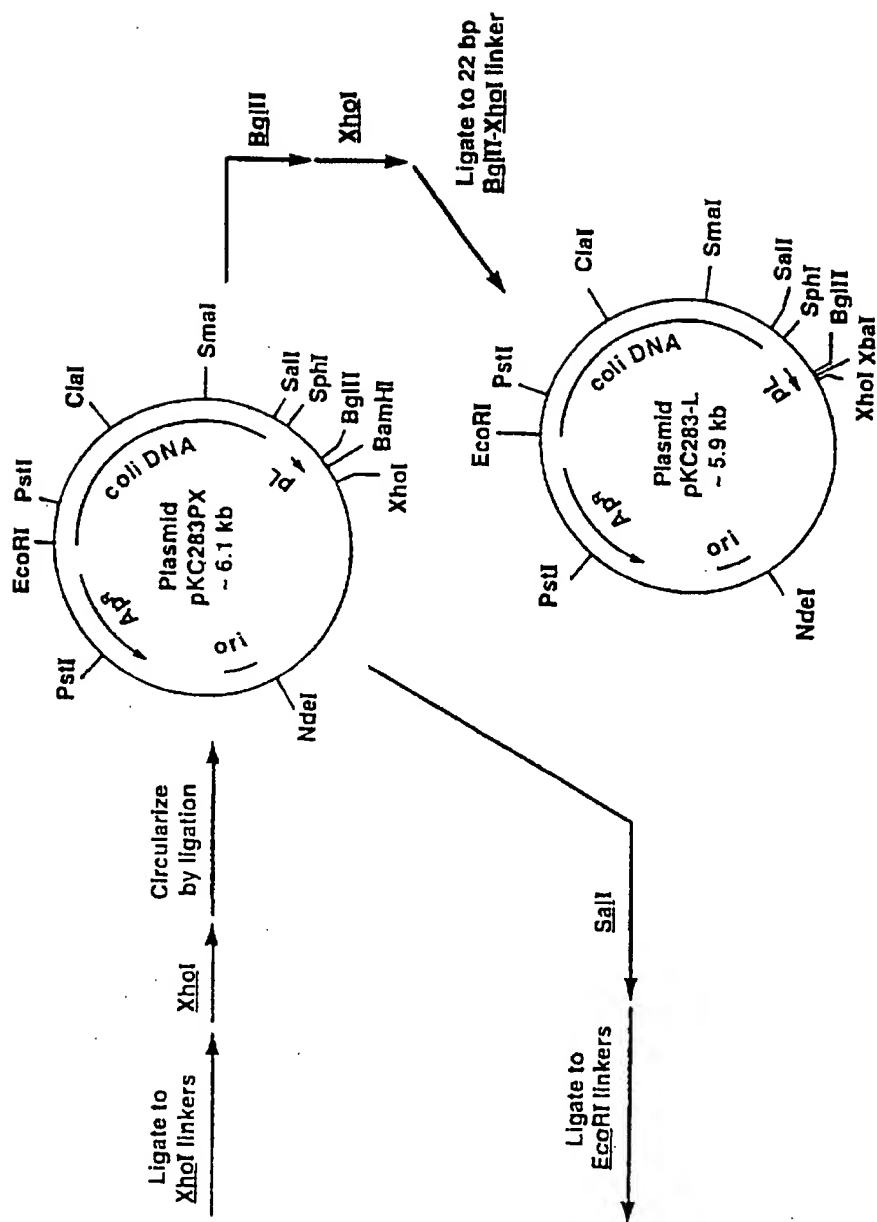 Ligate to
XhoI linkers
XhoI
Circularize
by ligation
PstI
EcoRI
PstI
ClaI
SmaI
SalI
SphI
BglII
BamHI
XhoI
NdeI
ApR
coli DNA
pL
ori
Plasmid
pKC283PX
~ 6.1 kb
BglII
XhoI
Ligate to 22 bp
BglII-XhoI linker
PstI
EcoRI
PstI
ClaI
SmaI
SalI
SphI
BglII
XbaI
XhoI
NdeI
ApR
coli DNA
pL
ori
Plasmid
pKC283-L
~ 5.9 kb
SalI
Ligate to
EcoRI linkers